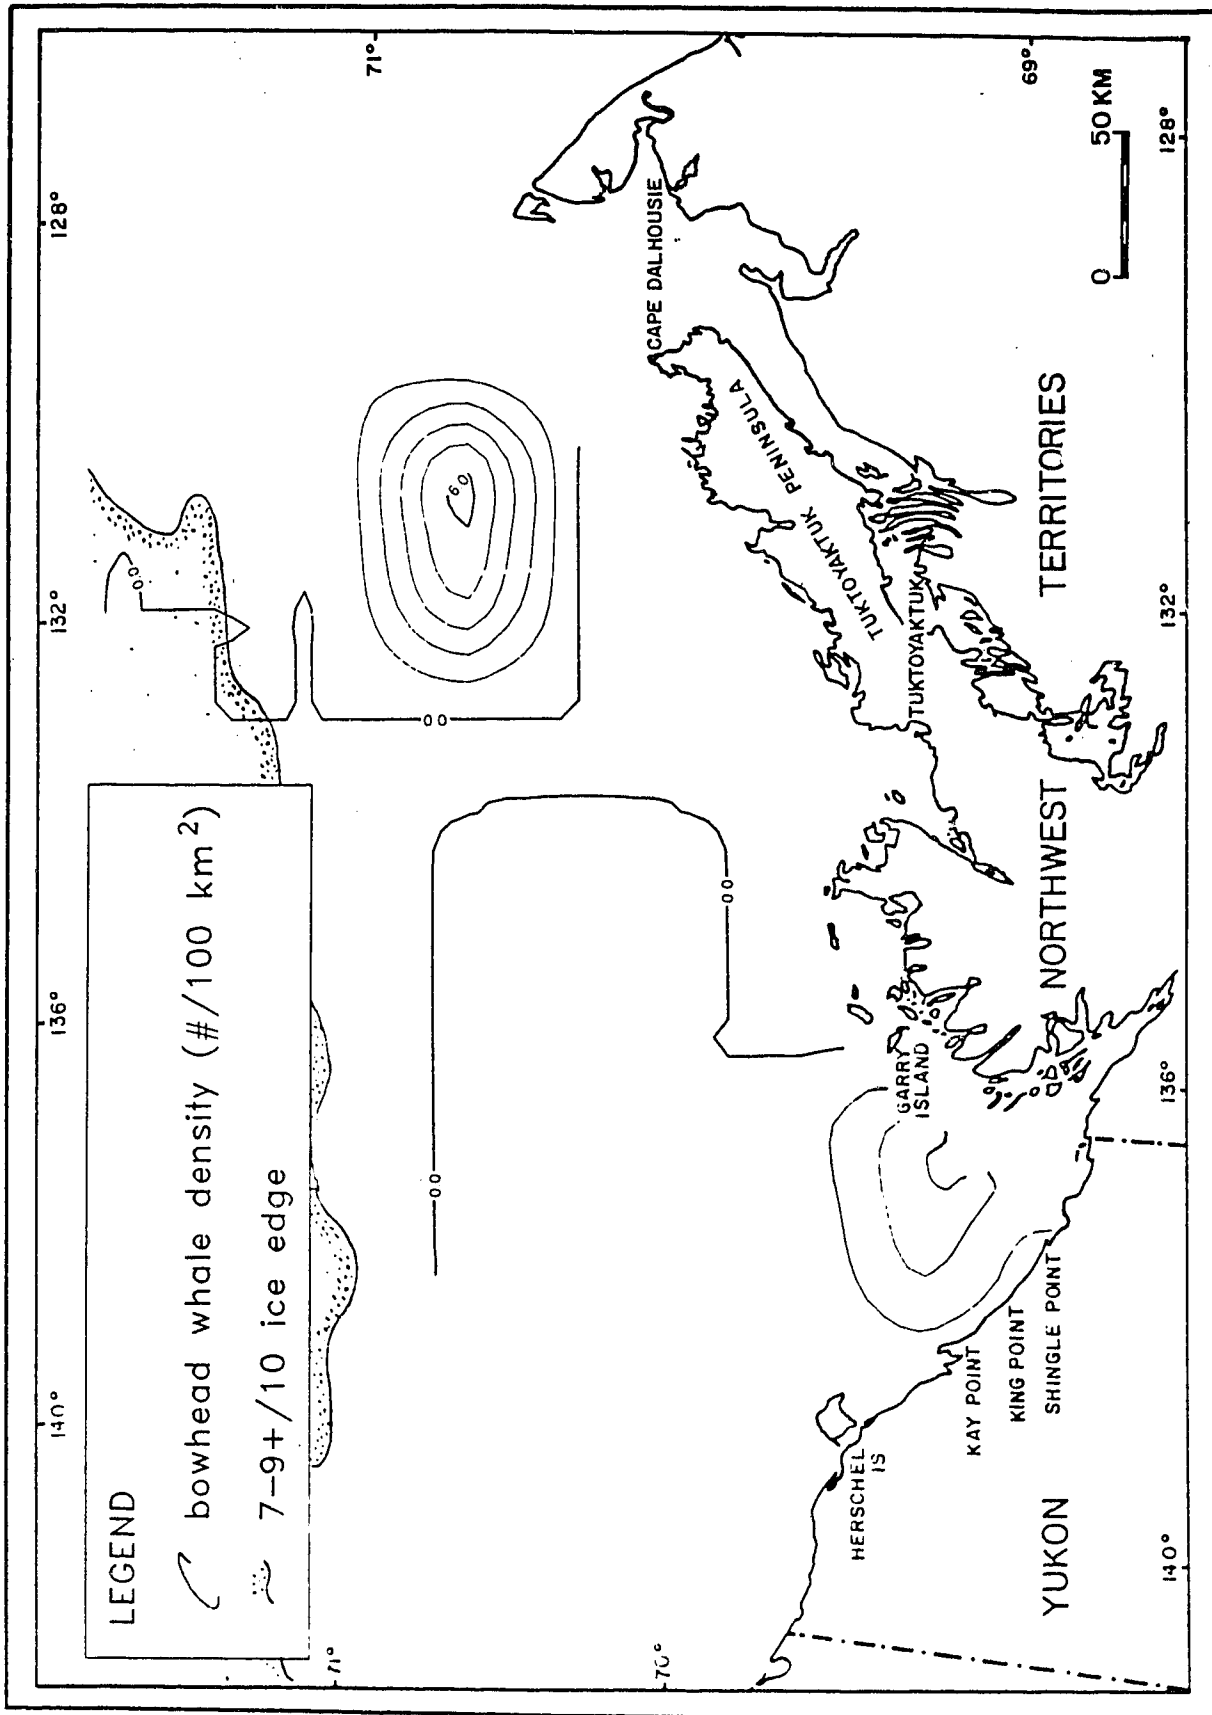 LEGEND
bowhead whale density (#/100 km²)
7-9+/10 ice edge
140°
136°
132°
128°
71°
71°
70°
69°
0.0
0.0
0.0
0.0
CAPE DALHOUSIE
TUKTOYAKTUK PENINSULA
TUKTOYAKTUK
GARRY
ISLAND
HERSCHEL
IS
KAY POINT
KING POINT
SHINGLE POINT
YUKON
NORTHWEST TERRITORIES
0
50 KM
140°
136°
132°
128°